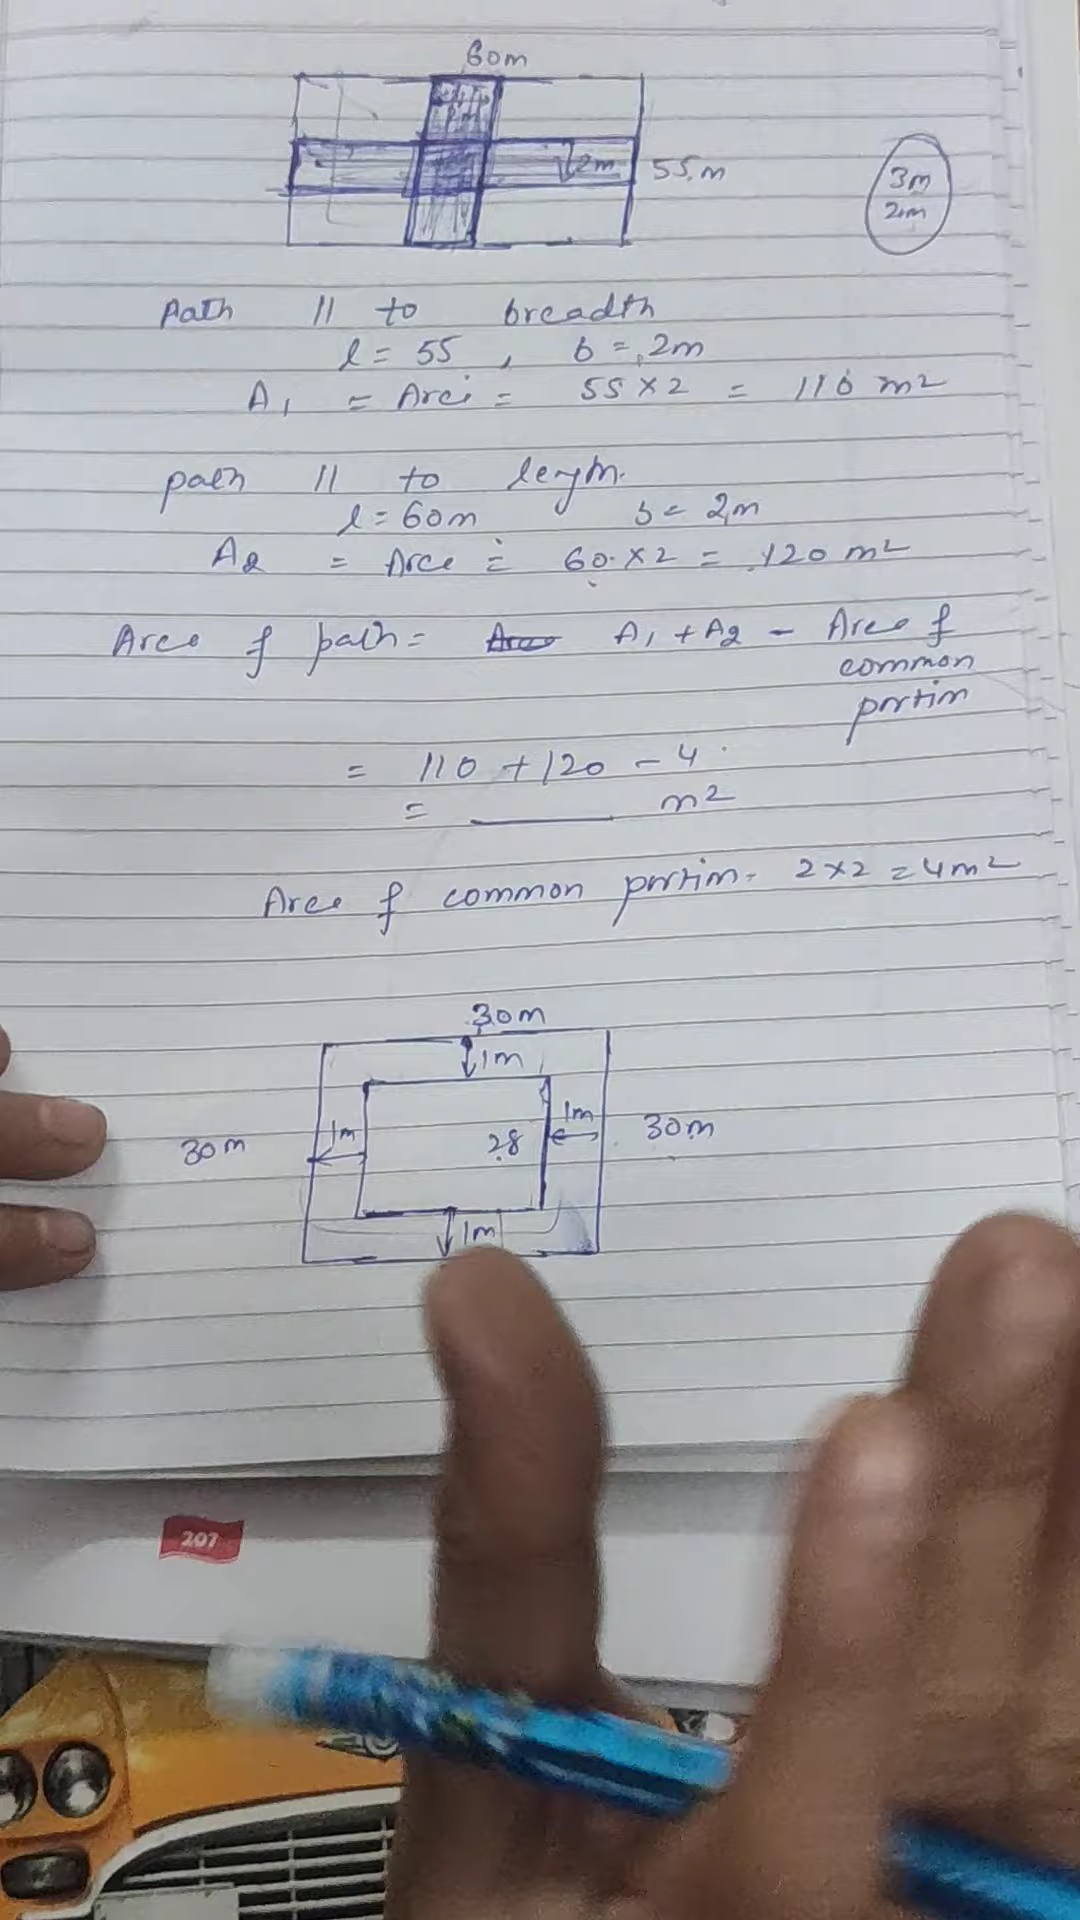 60m
2m
55m
3m
2m
Path || to breadth
l = 55 , b = 2m
A1 = Area = 55 × 2 = 110 m2
path || to length
l = 60m b = 2m
A2 = Area = 60 × 2 = 120 m2
Area of path = A1 + A2 - Area of
common
portion
= 110 + 120 - 4
= ______ m2
Area of common portion = 2 × 2 = 4m2
30m
1m
30m
1m
28
1m
30m
1m
207